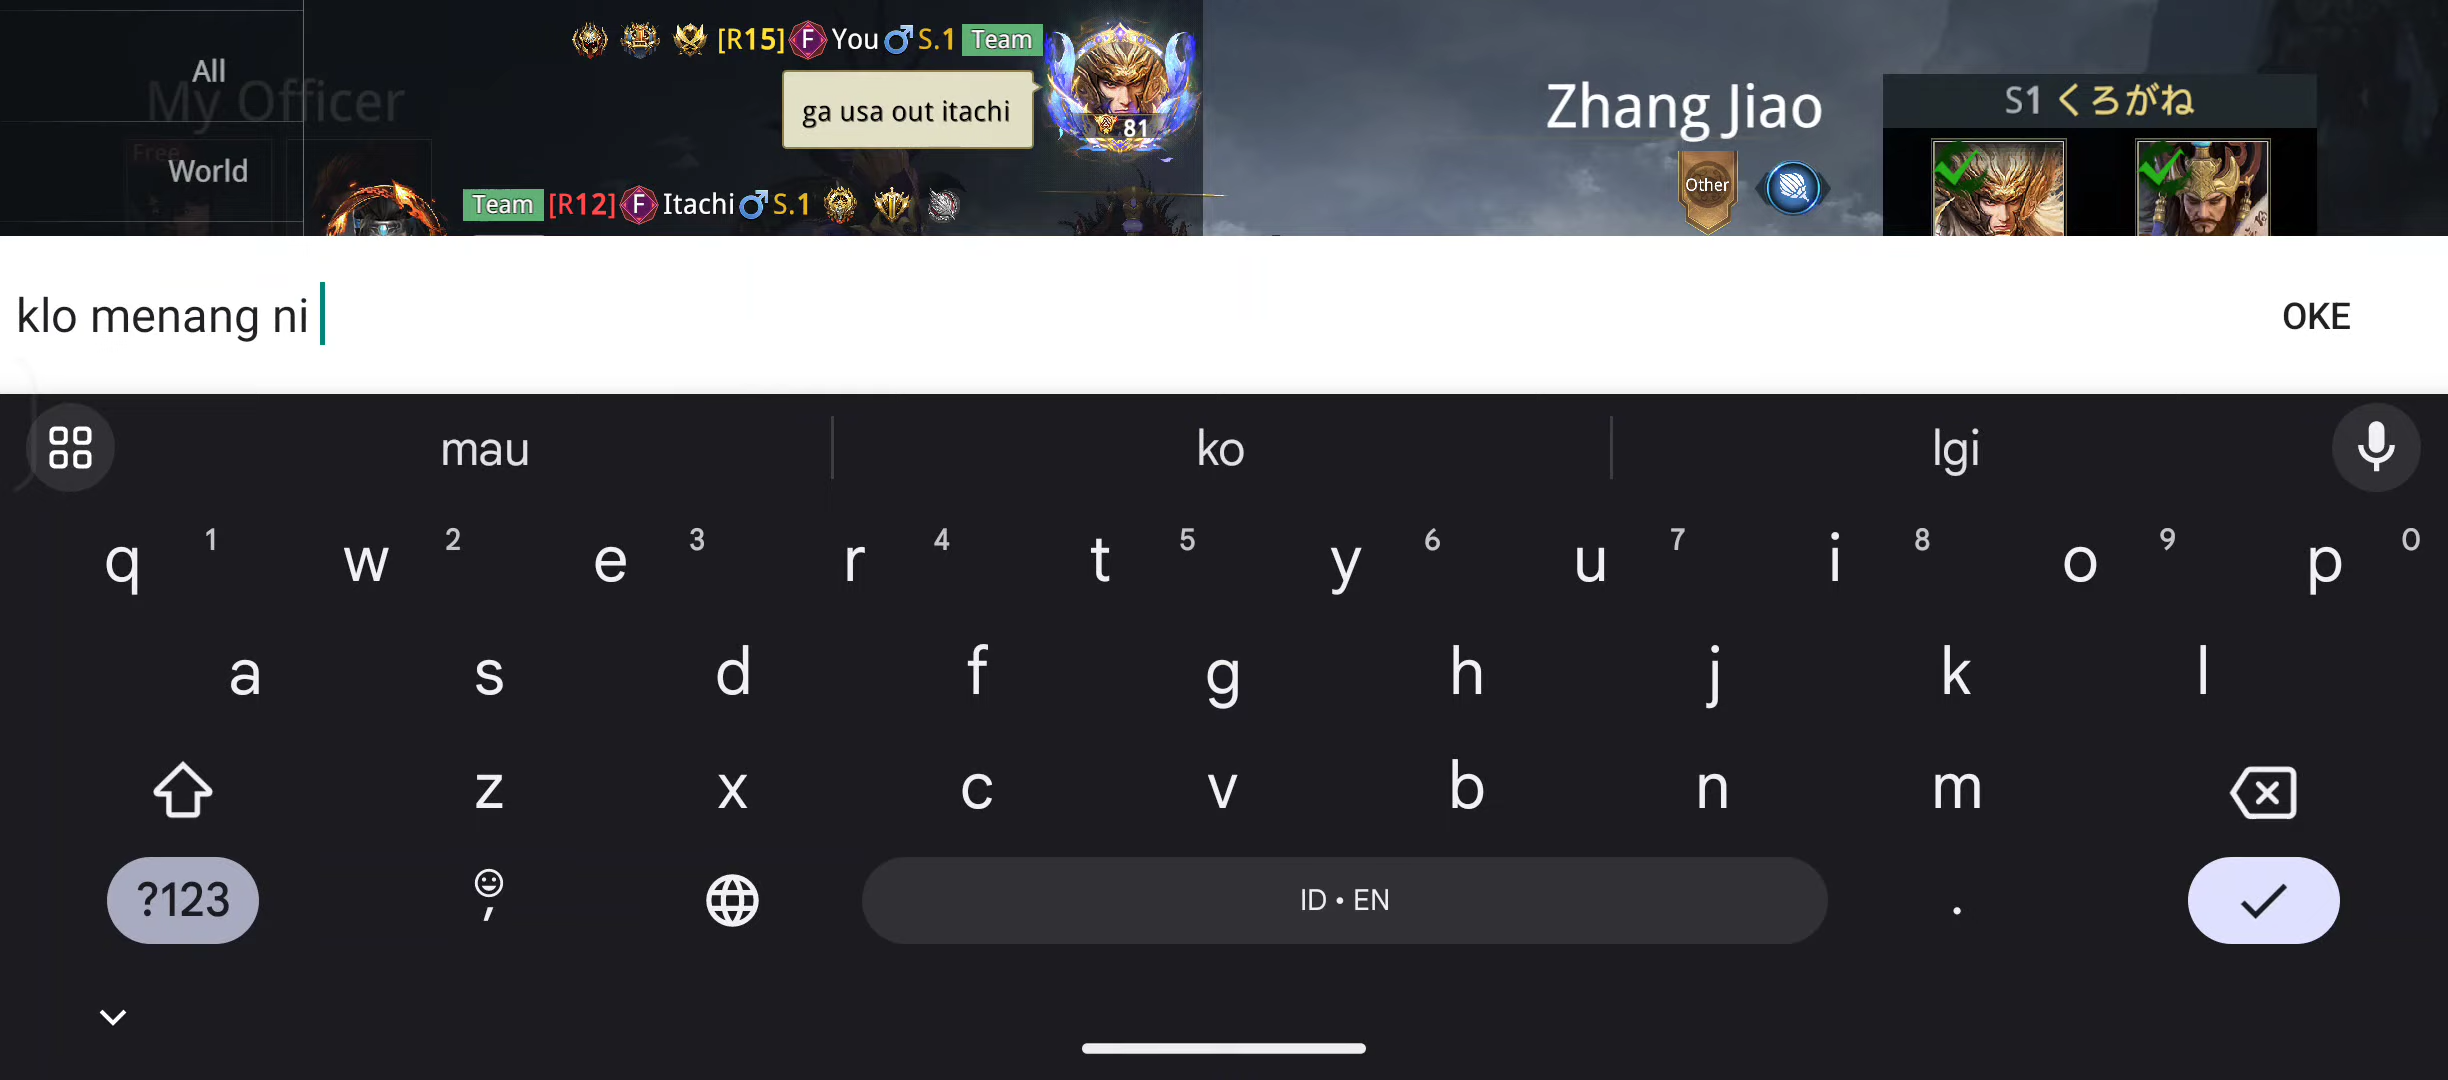 All
My Officer
Free
World
[R15] F You S.1 Team
ga usa out itachi
81
Team [R12] F Itachi S.1
Zhang Jiao
Other
S1 くろがね
klo menang ni
OKE
mau ko lgi
q 1 w 2 e 3 r 4 t 5 y 6 u 7 i 8 o 9 p 0
a s d f g h j k l
z x c v b n m
?123 , ID • EN .